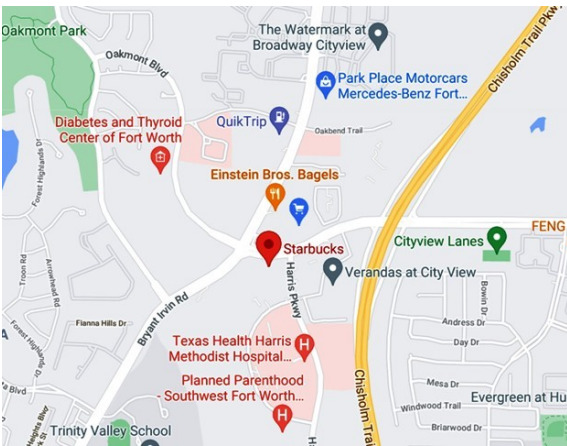 Oakmont Park
The Watermark at
Broadway Cityview
Chisholm Trail Pkwy
Oakmont Blvd
Park Place Motorcars
Mercedes-Benz Fort...
QuikTrip
Diabetes and Thyroid
Center of Fort Worth
Oakbend Trail
Forest Highlands Dr
Einstein Bros. Bagels
FENG
Starbucks
Cityview Lanes
Troon Rd
Arrowhead Rd
Harris Pkwy
Verandas at City View
Bowin Dr
Bryant Irvin Rd
Fianna Hills Dr
Andress Dr
Day Dr
Texas Health Harris
Methodist Hospital...
Planned Parenthood
- Southwest Fort Worth...
Mesa Dr
Evergreen at Hu
Windwood Trail
Briarwood Dr
Chisholm Trail
Trinity Valley School